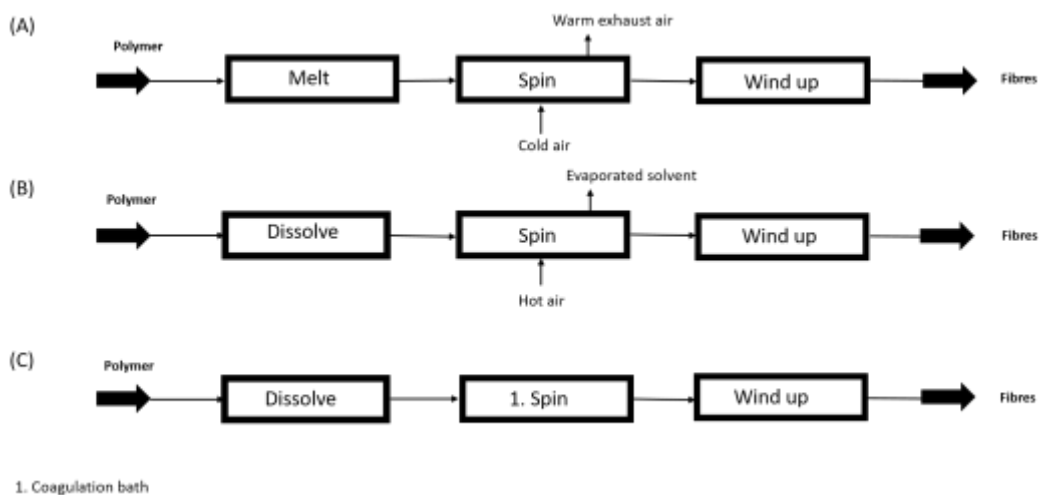 Warm exhaust air
(A)
Polymer
Melt
Spin
Wind up
Fibres
Cold air
Evaporated solvent
(B)
Polymer
Dissolve
Spin
Wind up
Fibres
Hot air
(C)
Polymer
Dissolve
1. Spin
Wind up
Fibres
1. Coagulation bath